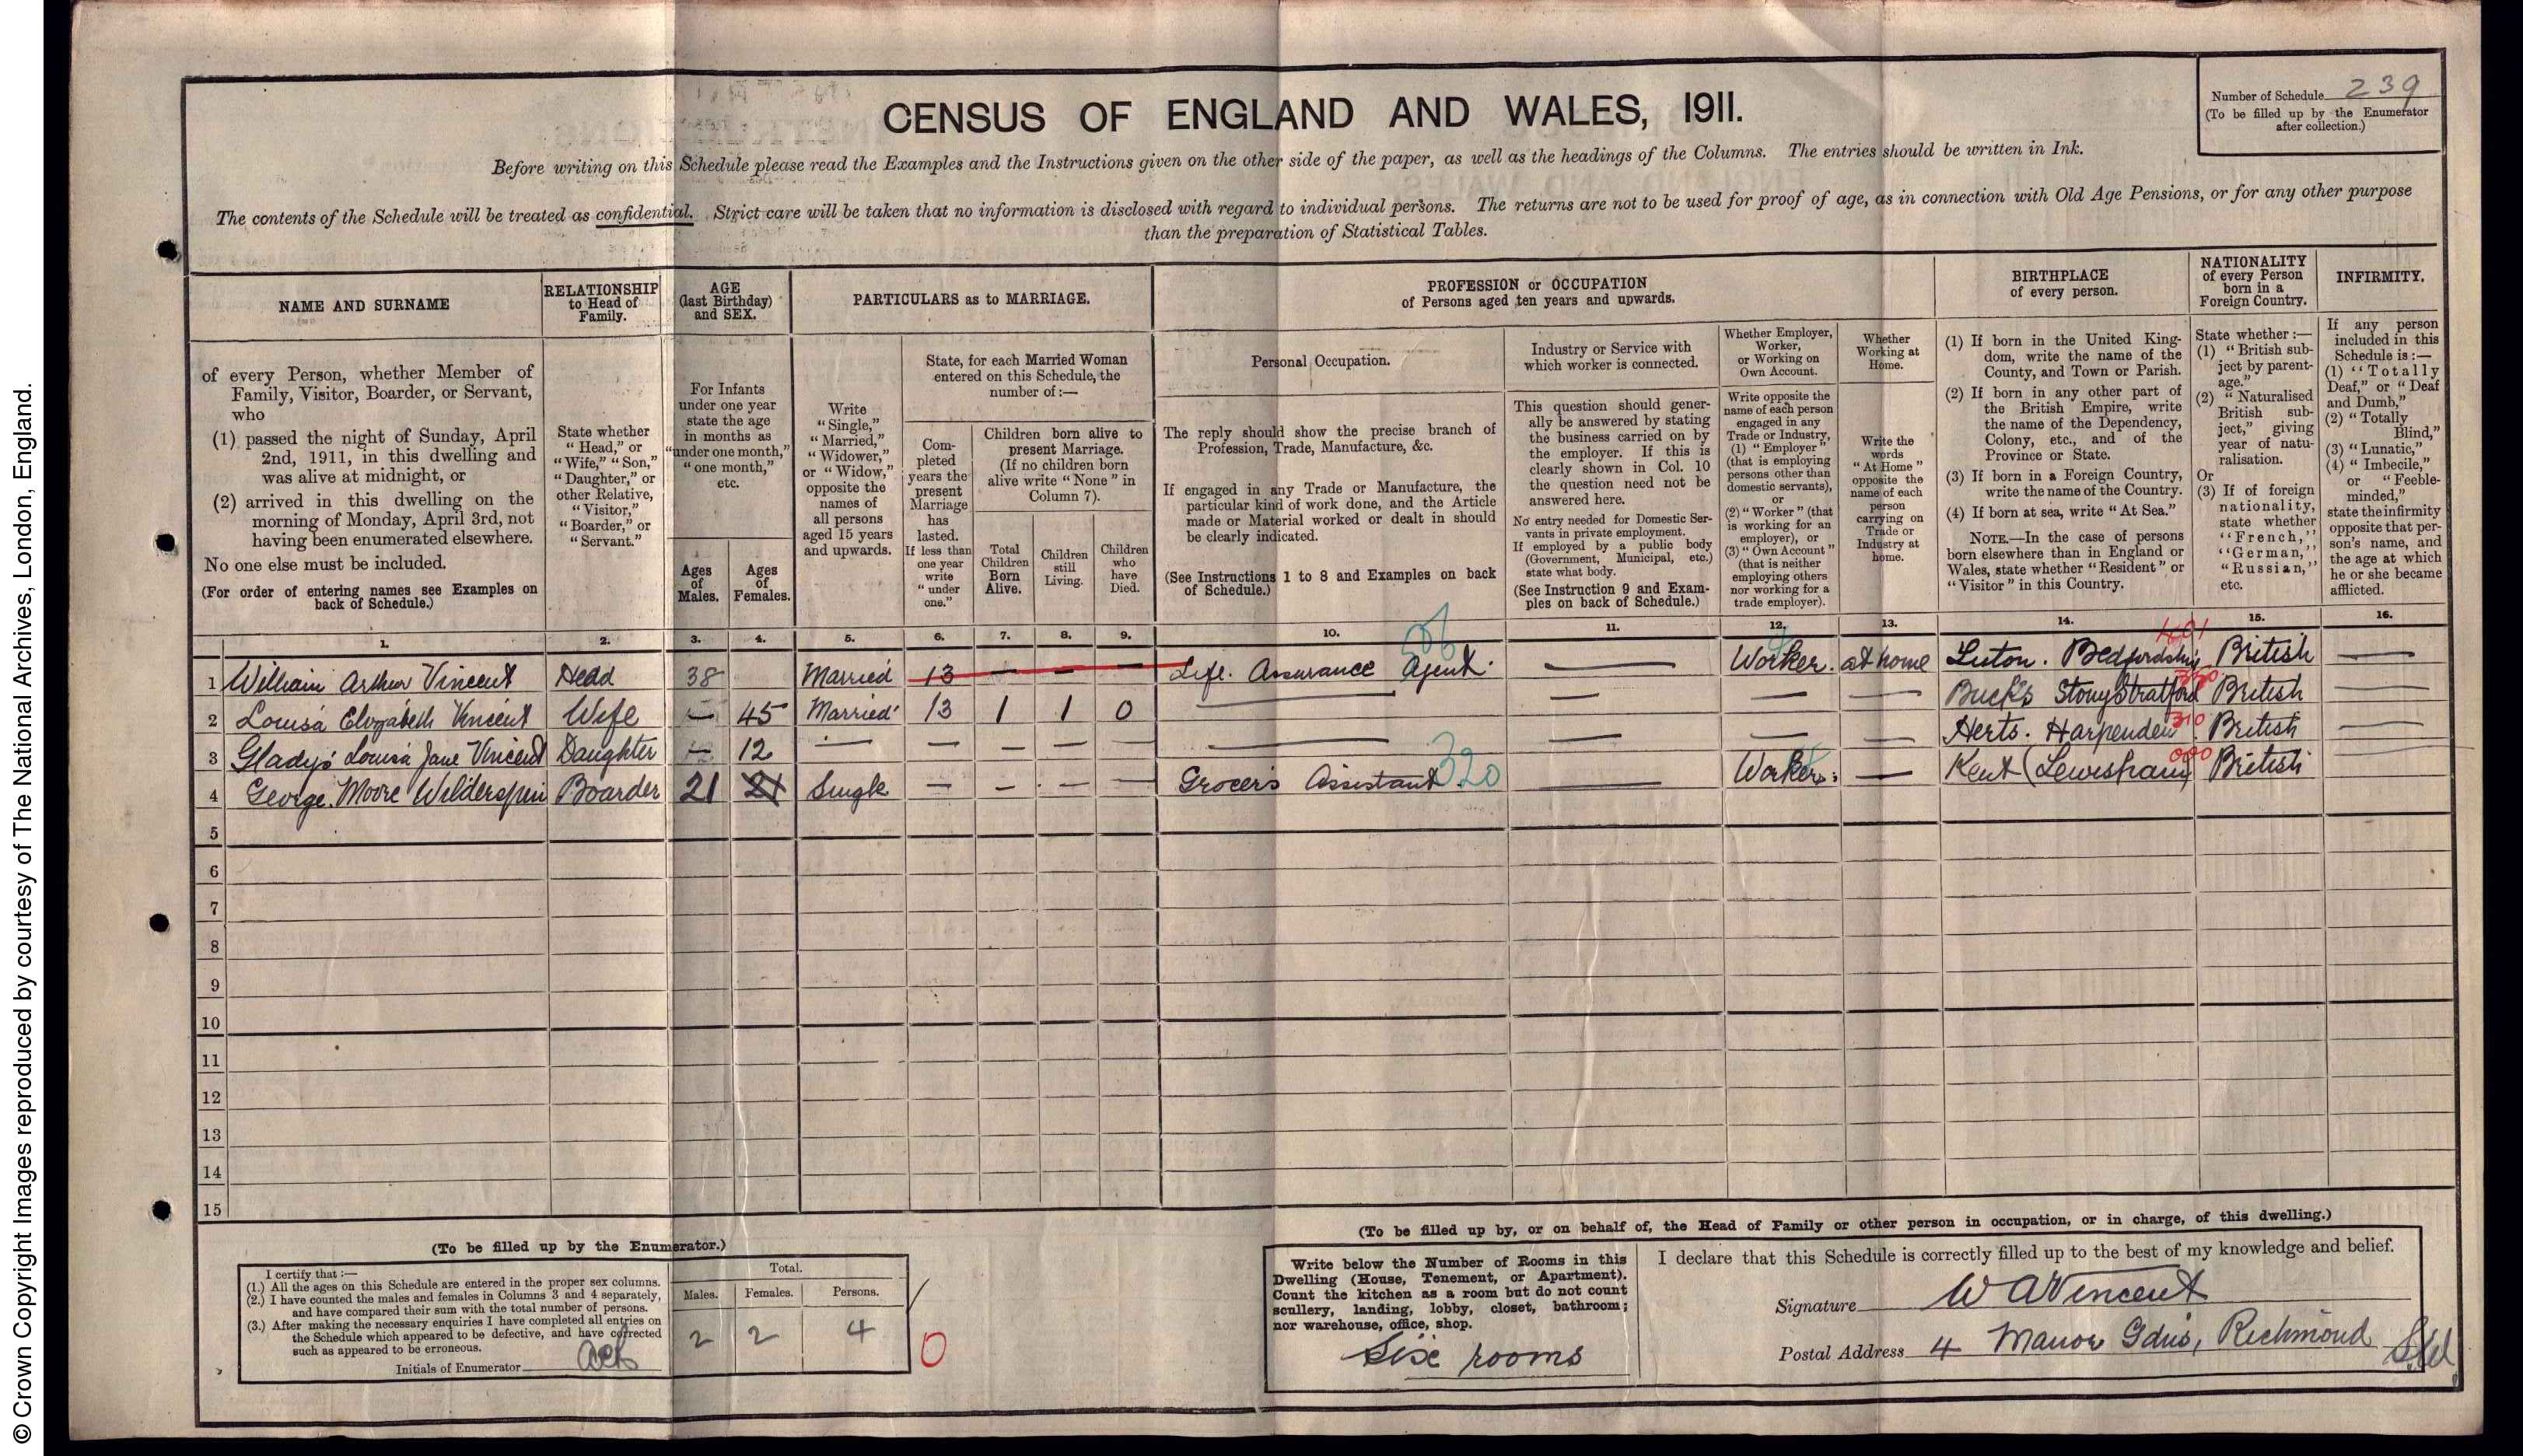 © Crown Copyright Images reproduced by courtesy of The National Archives, London, England.
CENSUS OF ENGLAND AND WALES, 1911.
Number of Schedule 239
(To be filled up by the Enumerator
after collection.)
Before writing on this Schedule please read the Examples and the Instructions given on the other side of the paper, as well as the headings of the Columns. The entries should be written in Ink.
The contents of the Schedule will be treated as confidential. Strict care will be taken that no information is disclosed with regard to individual persons. The returns are not to be used for proof of age, as in connection with Old Age Pensions, or for any other purpose
than the preparation of Statistical Tables.
NAME AND SURNAME
of every Person, whether Member of
Family, Visitor, Boarder, or Servant,
who
(1) passed the night of Sunday, April
2nd, 1911, in this dwelling and
was alive at midnight, or
(2) arrived in this dwelling on the
morning of Monday, April 3rd, not
having been enumerated elsewhere.
No one else must be included.
(For order of entering names see Examples on
back of Schedule.)
RELATIONSHIP
to Head of
Family.
State whether
"Head," or
"Wife," "Son,"
"Daughter," or
other Relative,
"Visitor,"
"Boarder," or
"Servant."
AGE
(last Birthday)
and SEX.
For Infants
under one year
state the age
in months as
"under one month,"
"one month,"
etc.
Ages
of
Males.
Ages
of
Females.
PARTICULARS as to MARRIAGE.
Write
"Single,"
"Married,"
"Widower,"
or "Widow,"
opposite the
names of
all persons
aged 15 years
and upwards.
State, for each Married Woman
entered on this Schedule, the
number of:—
Com-
pleted
years the
present
Marriage
has
lasted.
If less than
one year
write
"under
one."
Children born alive to
present Marriage.
(If no children born
alive write "None" in
Column 7).
Total
Children
Born
Alive.
Children
still
Living.
Children
who
have
Died.
PROFESSION or OCCUPATION
of Persons aged ten years and upwards.
Personal Occupation.
The reply should show the precise branch of
Profession, Trade, Manufacture, &c.
If engaged in any Trade or Manufacture, the
particular kind of work done, and the Article
made or Material worked or dealt in should
be clearly indicated.
(See Instructions 1 to 8 and Examples on back
of Schedule.)
Industry or Service with
which worker is connected.
This question should gener-
ally be answered by stating
the business carried on by
the employer. If this is
clearly shown in Col. 10
the question need not be
answered here.
No entry needed for Domestic Ser-
vants in private employment.
If employed by a public body
(Government, Municipal, etc.)
state what body.
(See Instruction 9 and Exam-
ples on back of Schedule.)
Whether Employer,
Worker,
or Working on
Own Account.
Write opposite the
name of each person
engaged in any
Trade or Industry,
(1) "Employer"
(that is employing
persons other than
domestic servants),
or
(2) "Worker" (that
is working for an
employer), or
(3) "Own Account"
(that is neither
employing others
nor working for a
trade employer).
Whether
Working at
Home.
Write the
words
"At Home"
opposite the
name of each
person
carrying on
Trade or
Industry at
home.
BIRTHPLACE
of every person.
(1) If born in the United King-
dom, write the name of the
County, and Town or Parish.
(2) If born in any other part of
the British Empire, write
the name of the Dependency,
Colony, etc., and of the
Province or State.
(3) If born in a Foreign Country,
write the name of the Country.
(4) If born at sea, write "At Sea."
NOTE.—In the case of persons
born elsewhere than in England or
Wales, state whether "Resident" or
"Visitor" in this Country.
NATIONALITY
of every Person
born in a
Foreign Country.
State whether:—
(1) "British sub-
ject by parent-
age."
(2) "Naturalised
British sub-
ject," giving
year of natu-
ralisation.
Or
(3) If of foreign
nationality,
state whether
"French,"
"German,"
"Russian,"
etc.
INFIRMITY.
If any person
included in this
Schedule is:—
(1) "Totally
Deaf," or "Deaf
and Dumb,"
(2) "Totally
Blind,"
(3) "Lunatic,"
(4) "Imbecile,"
or "Feeble-
minded,"
state the infirmity
opposite that per-
son's name, and
the age at which
he or she became
afflicted.
1. 2. 3. 4. 5. 6. 7. 8. 9. 10. 11. 12. 13. 14. 15. 16.
1 William Arthur Vincent Head 38 Married 13 — — — Life. Assurance Agent. — Worker. at home Luton. Bedfordshire British —
2 Louisa Elizabeth Vincent Wife — 45 Married 13 1 1 0 — — — — Bucks Stony Stratford British —
3 Gladys Louisa Jane Vincent Daughter — 12 — — — — — — — — — Herts. Harpenden 310 British —
4 George. Moore Wilderspin Boarder 21 21 Single — — — — Grocer's Assistant 320 — Worker: — Kent (Lewisham) 000 British —
5
6
7
8
9
10
11
12
13
14
15
(To be filled up by the Enumerator.)
I certify that:—
(1.) All the ages on this Schedule are entered in the proper sex columns.
(2.) I have counted the males and females in Columns 3 and 4 separately,
and have compared their sum with the total number of persons.
(3.) After making the necessary enquiries I have completed all entries on
the Schedule which appeared to be defective, and have corrected
such as appeared to be erroneous.
Initials of Enumerator
Total.
Males. Females. Persons.
2 2 4
0
(To be filled up by, or on behalf of, the Head of Family or other person in occupation, or in charge, of this dwelling.)
Write below the Number of Rooms in this
Dwelling (House, Tenement, or Apartment).
Count the kitchen as a room but do not count
scullery, landing, lobby, closet, bathroom;
nor warehouse, office, shop.
Six rooms
I declare that this Schedule is correctly filled up to the best of my knowledge and belief.
Signature W A Vincent
Postal Address 4 Manor Gdns, Richmond